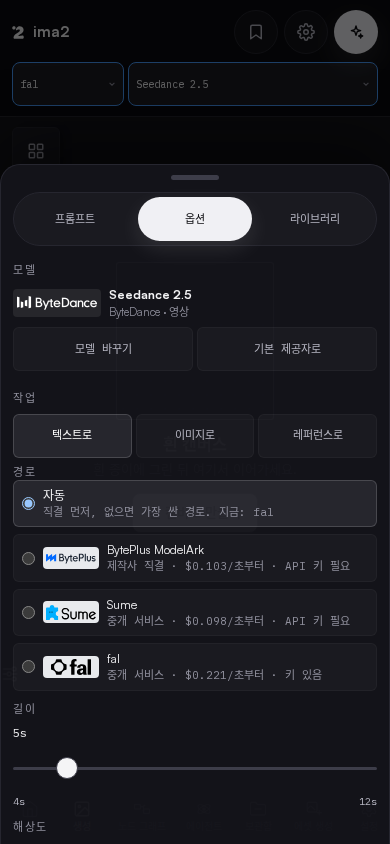 ima2
fal
Seedance 2.5
프롬프트
옵션
라이브러리
모델
ByteDance
Seedance 2.5
ByteDance • 영상
모델 바꾸기
기본 제공자로
작업
텍스트로
이미지로
레퍼런스로
경로
자동
직결 먼저, 없으면 가장 싼 경로. 지금: fal
BytePlus
BytePlus ModelArk
제작사 직결 · $0.103/초부터 · API 키 필요
Sume
Sume
중개 서비스 · $0.098/초부터 · API 키 필요
fal
fal
중개 서비스 · $0.221/초부터 · 키 있음
길이
5s
4s
12s
해상도